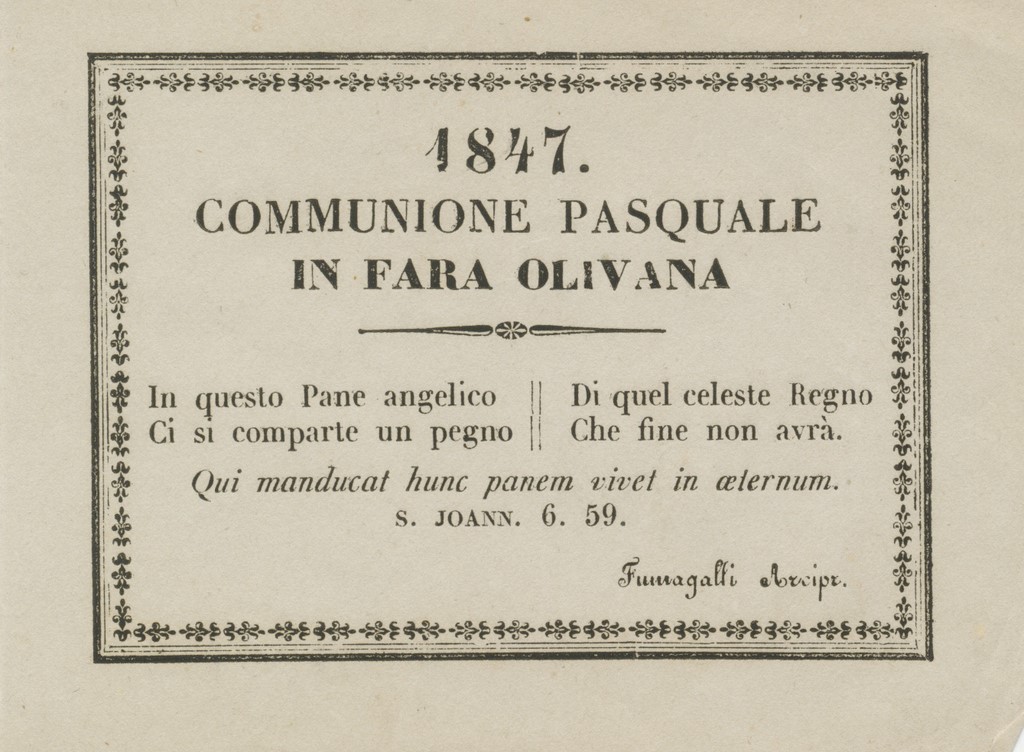 1847.
COMMUNIONE PASQUALE
IN FARA OLIVANA
In questo Pane angelico || Di quel celeste Regno
Ci si comparte un pegno || Che fine non avrà.
Qui manducat hunc panem vivet in æternum.
S. JOANN. 6. 59.
Fumagalli Arcipr.